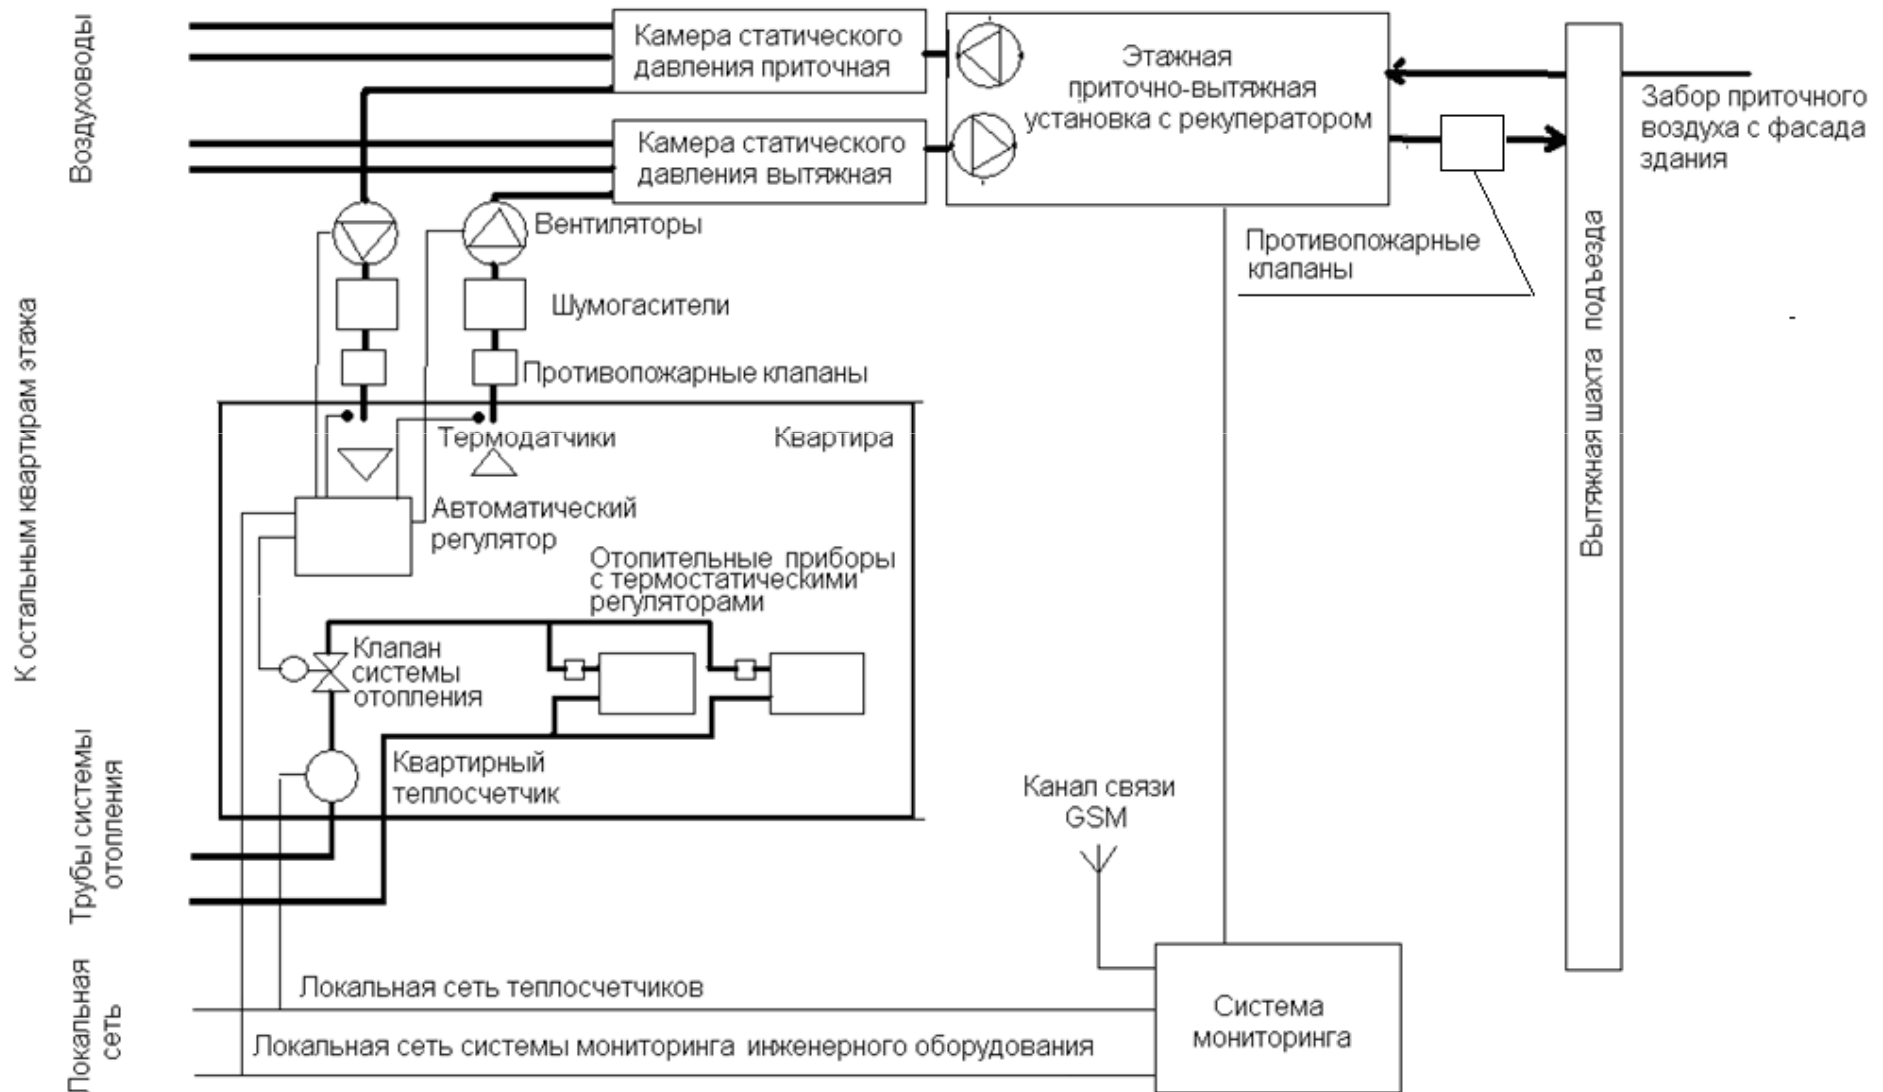 Воздуховоды
Камера статического
давления приточная
Этажная
приточно-вытяжная
установка с рекуператором
Забор приточного
воздуха с фасада
здания
Камера статического
давления вытяжная
Вентиляторы
Противопожарные
клапаны
Вытяжная шахта подъезда
Шумогасители
Противопожарные клапаны
К остальным квартирам этажа
Термодатчики
Квартира
Автоматический
регулятор
Отопительные приборы
с термостатическими
регуляторами
Клапан
системы
отопления
Квартирный
теплосчетчик
Трубы системы
отопления
Канал связи
GSM
Локальная
сеть
Локальная сеть теплосчетчиков
Локальная сеть системы мониторинга инженерного оборудования
Система
мониторинга